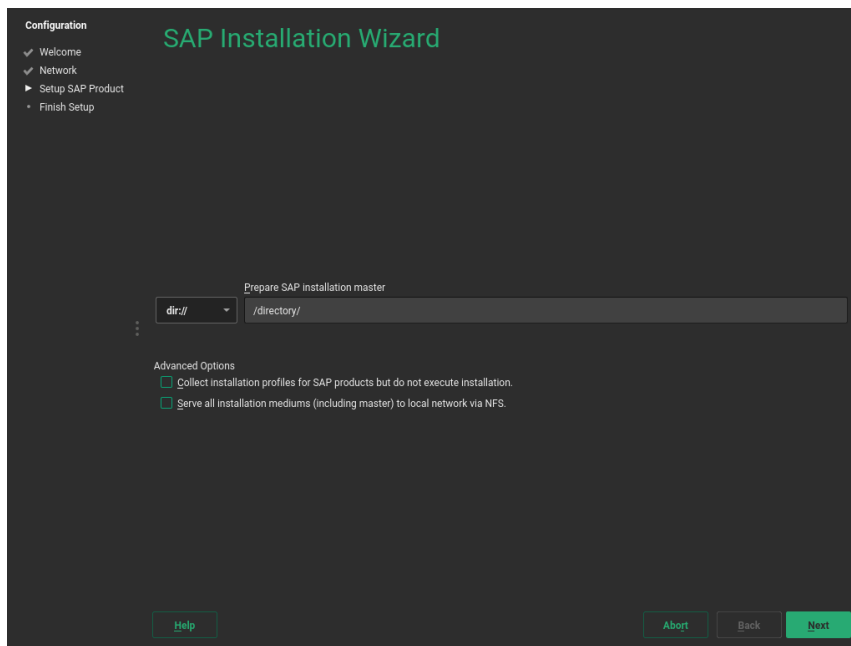 Configuration
Welcome
Network
Setup SAP Product
Finish Setup
SAP Installation Wizard
Prepare SAP installation master
dir:// /directory/
Advanced Options
Collect installation profiles for SAP products but do not execute installation.
Serve all installation mediums (including master) to local network via NFS.
Help Abort Back Next